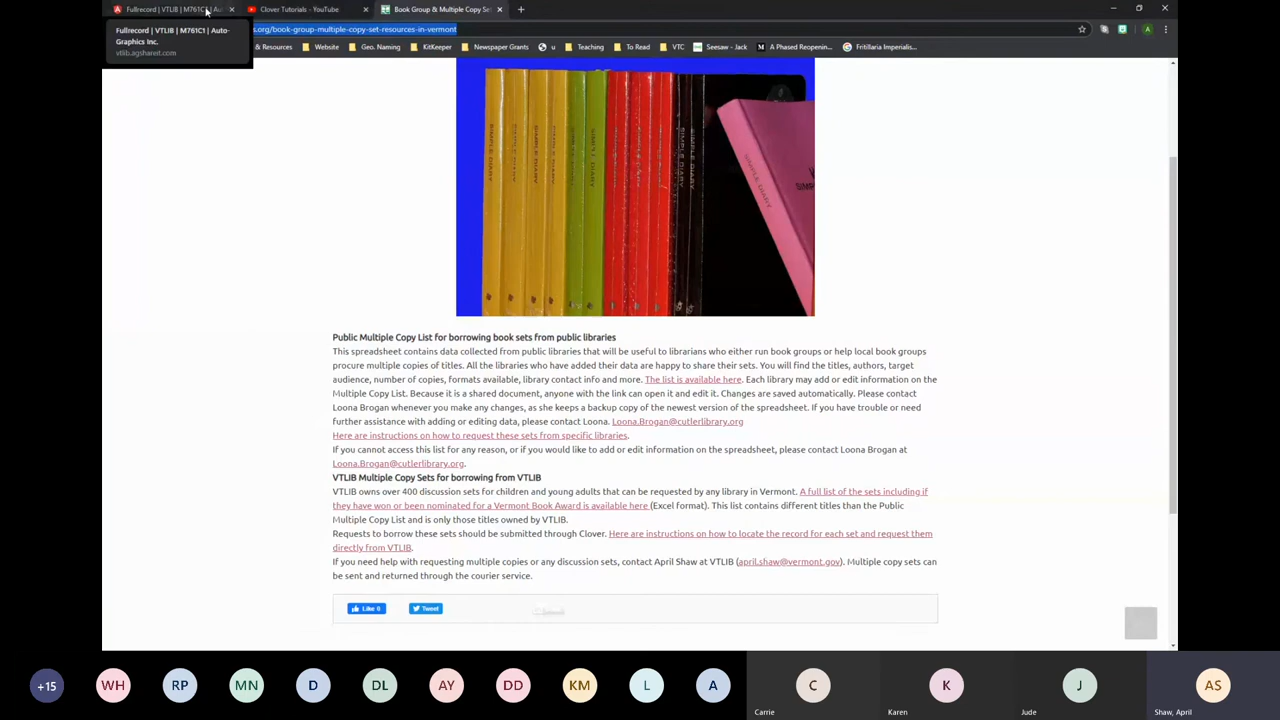 Fullrecord | VTLIB | M761C1 | Aut
Clover Tutorials - YouTube
Book Group & Multiple Copy Set
Fullrecord | VTLIB | M761C1 | Auto-
Graphics Inc.
vtlib.agshareit.com
s.org/book-group-multiple-copy-set-resources-in-vermont
& Resources
Website
Geo. Naming
KitKeeper
Newspaper Grants
u
Teaching
To Read
VTC
Seesaw - Jack
A Phased Reopenin...
Fritillaria Imperialis...
SIMPLE DIARY
SIMPLE DIARY
SIMPLE DIARY
SIMPLE DIARY
Public Multiple Copy List for borrowing book sets from public libraries
This spreadsheet contains data collected from public libraries that will be useful to librarians who either run book groups or help local book groups
procure multiple copies of titles. All the libraries who have added their data are happy to share their sets. You will find the titles, authors, target
audience, number of copies, formats available, library contact info and more. The list is available here. Each library may add or edit information on the
Multiple Copy List. Because it is a shared document, anyone with the link can open it and edit it. Changes are saved automatically. Please contact
Loona Brogan whenever you make any changes, as she keeps a backup copy of the newest version of the spreadsheet. If you have trouble or need
further assistance with adding or editing data, please contact Loona. Loona.Brogan@cutlerlibrary.org
Here are instructions on how to request these sets from specific libraries.
If you cannot access this list for any reason, or if you would like to add or edit information on the spreadsheet, please contact Loona Brogan at
Loona.Brogan@cutlerlibrary.org.
VTLIB Multiple Copy Sets for borrowing from VTLIB
VTLIB owns over 400 discussion sets for children and young adults that can be requested by any library in Vermont. A full list of the sets including if
they have won or been nominated for a Vermont Book Award is available here (Excel format). This list contains different titles than the Public
Multiple Copy List and is only those titles owned by VTLIB.
Requests to borrow these sets should be submitted through Clover. Here are instructions on how to locate the record for each set and request them
directly from VTLIB.
If you need help with requesting multiple copies or any discussion sets, contact April Shaw at VTLIB (april.shaw@vermont.gov). Multiple copy sets can
be sent and returned through the courier service.
Like 6
Tweet
+15
WH
RP
MN
D
DL
AY
DD
KM
L
A
C
K
J
AS
Carrie
Karen
Jude
Shaw, April